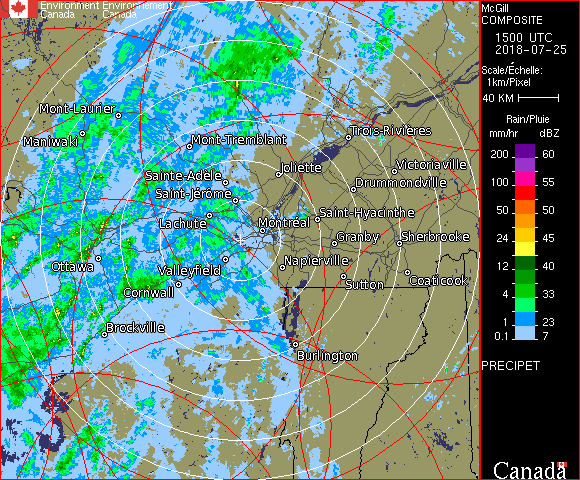 Environment Environnement
Canada Canada
McGill
COMPOSITE
1500 UTC
2018-07-25
Scale/Échelle:
1km/Pixel
40 KM
Rain/Pluie
mm/hr dBZ
200 60
100 55
50 50
24 45
12 40
4 33
1 23
0.1 7
PRECIPET
Canada
Mont-Laurier
Maniwaki
Mont-Tremblant
Trois-Rivières
Joliette
Victoriaville
Sainte-Adèle
Drummondville
Saint-Jérôme
Saint-Hyacinthe
Lachute
Montréal
Granby
Sherbrooke
Ottawa
Valleyfield
Napierville
Cornwall
Sutton
Coaticook
Brockville
Burlington